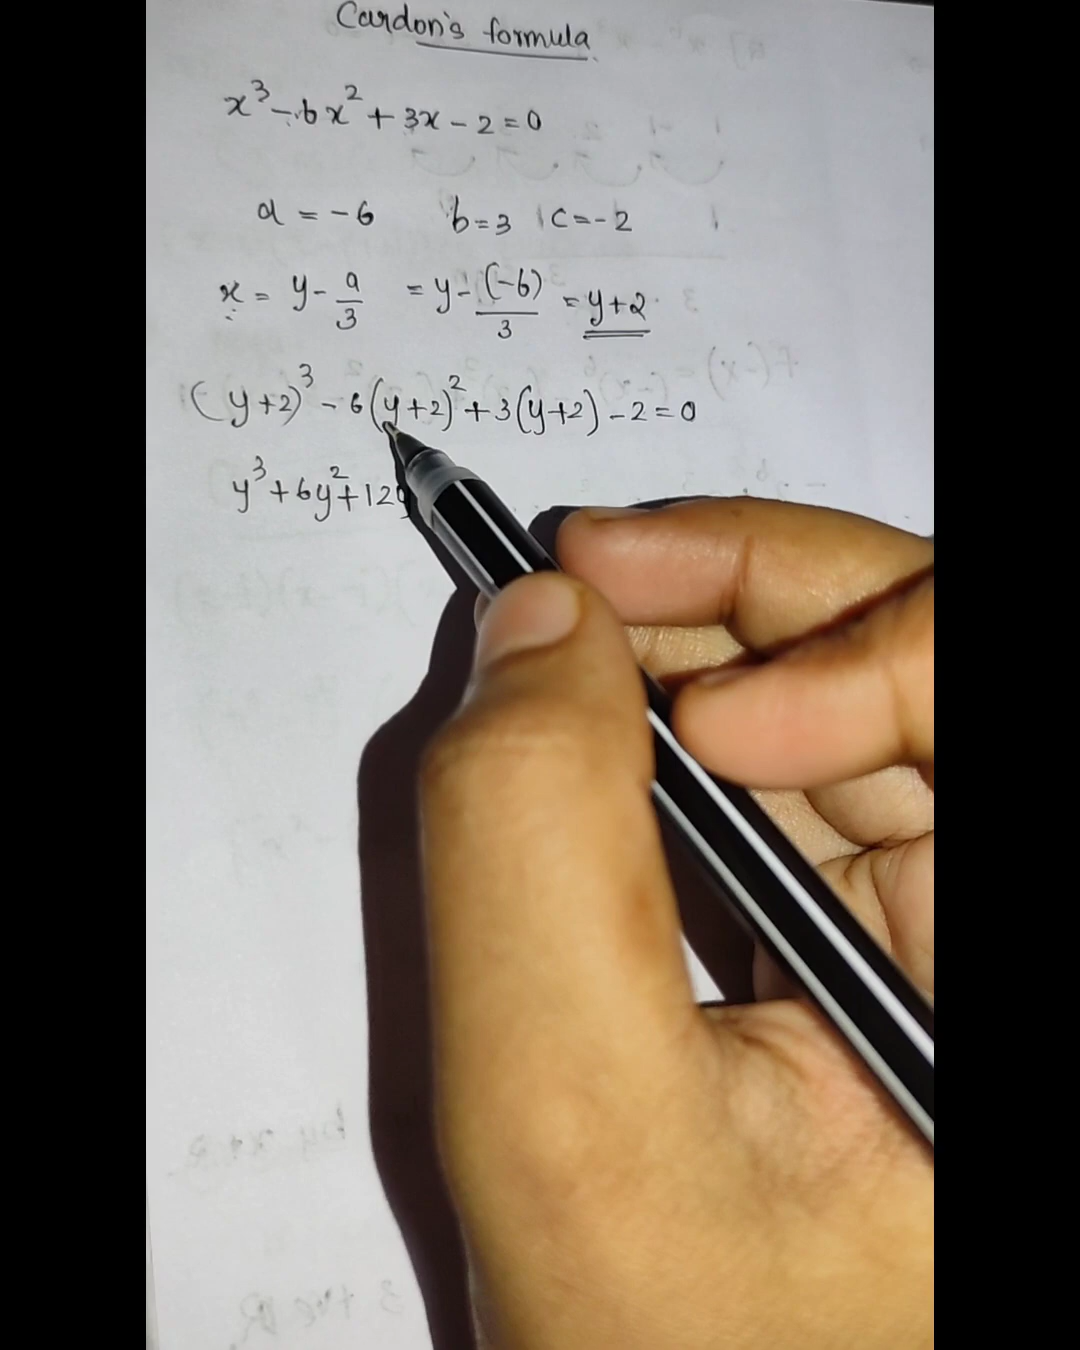 Cardon's formula
x³ - 6x² + 3x - 2 = 0
a = -6 b = 3 c = -2
x = y - a/3 = y - (-6)/3 = y+2
(y+2)³ - 6(y+2)² + 3(y+2) - 2 = 0
y³ + 6y² + 12y